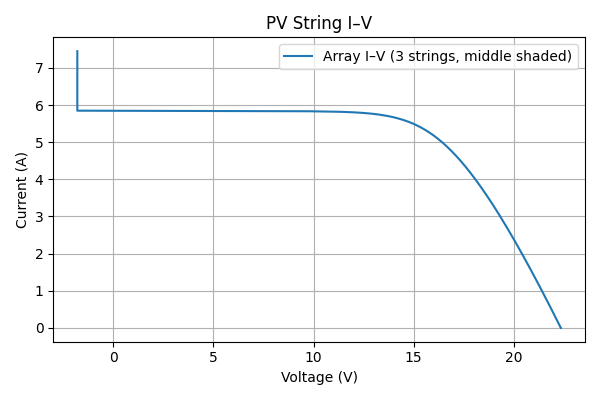 PV String I–V
Array I–V (3 strings, middle shaded)
Current (A)
7
6
5
4
3
2
1
0
0 5 10 15 20
Voltage (V)